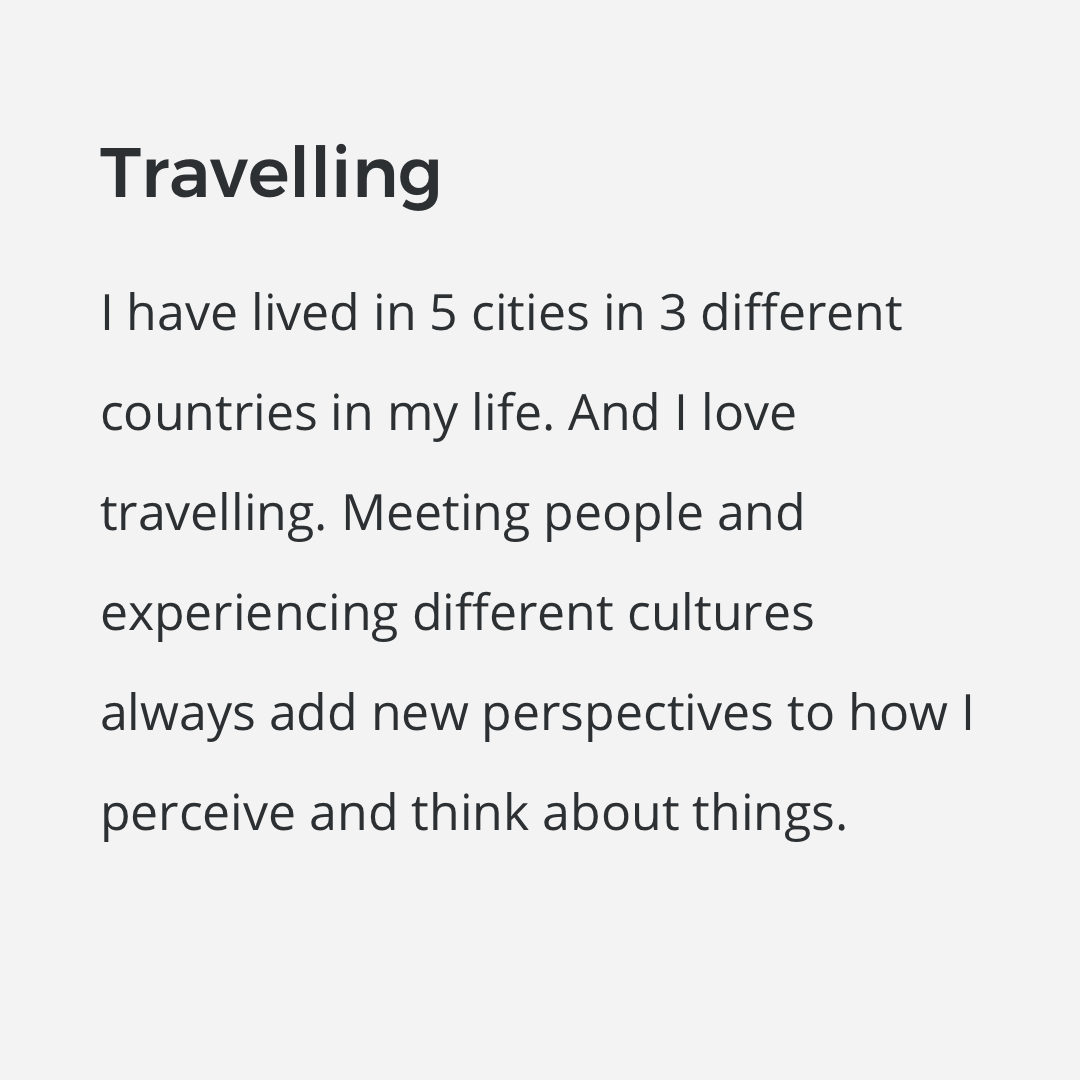 Travelling
I have lived in 5 cities in 3 different
countries in my life. And I love
travelling. Meeting people and
experiencing different cultures
always add new perspectives to how I
perceive and think about things.